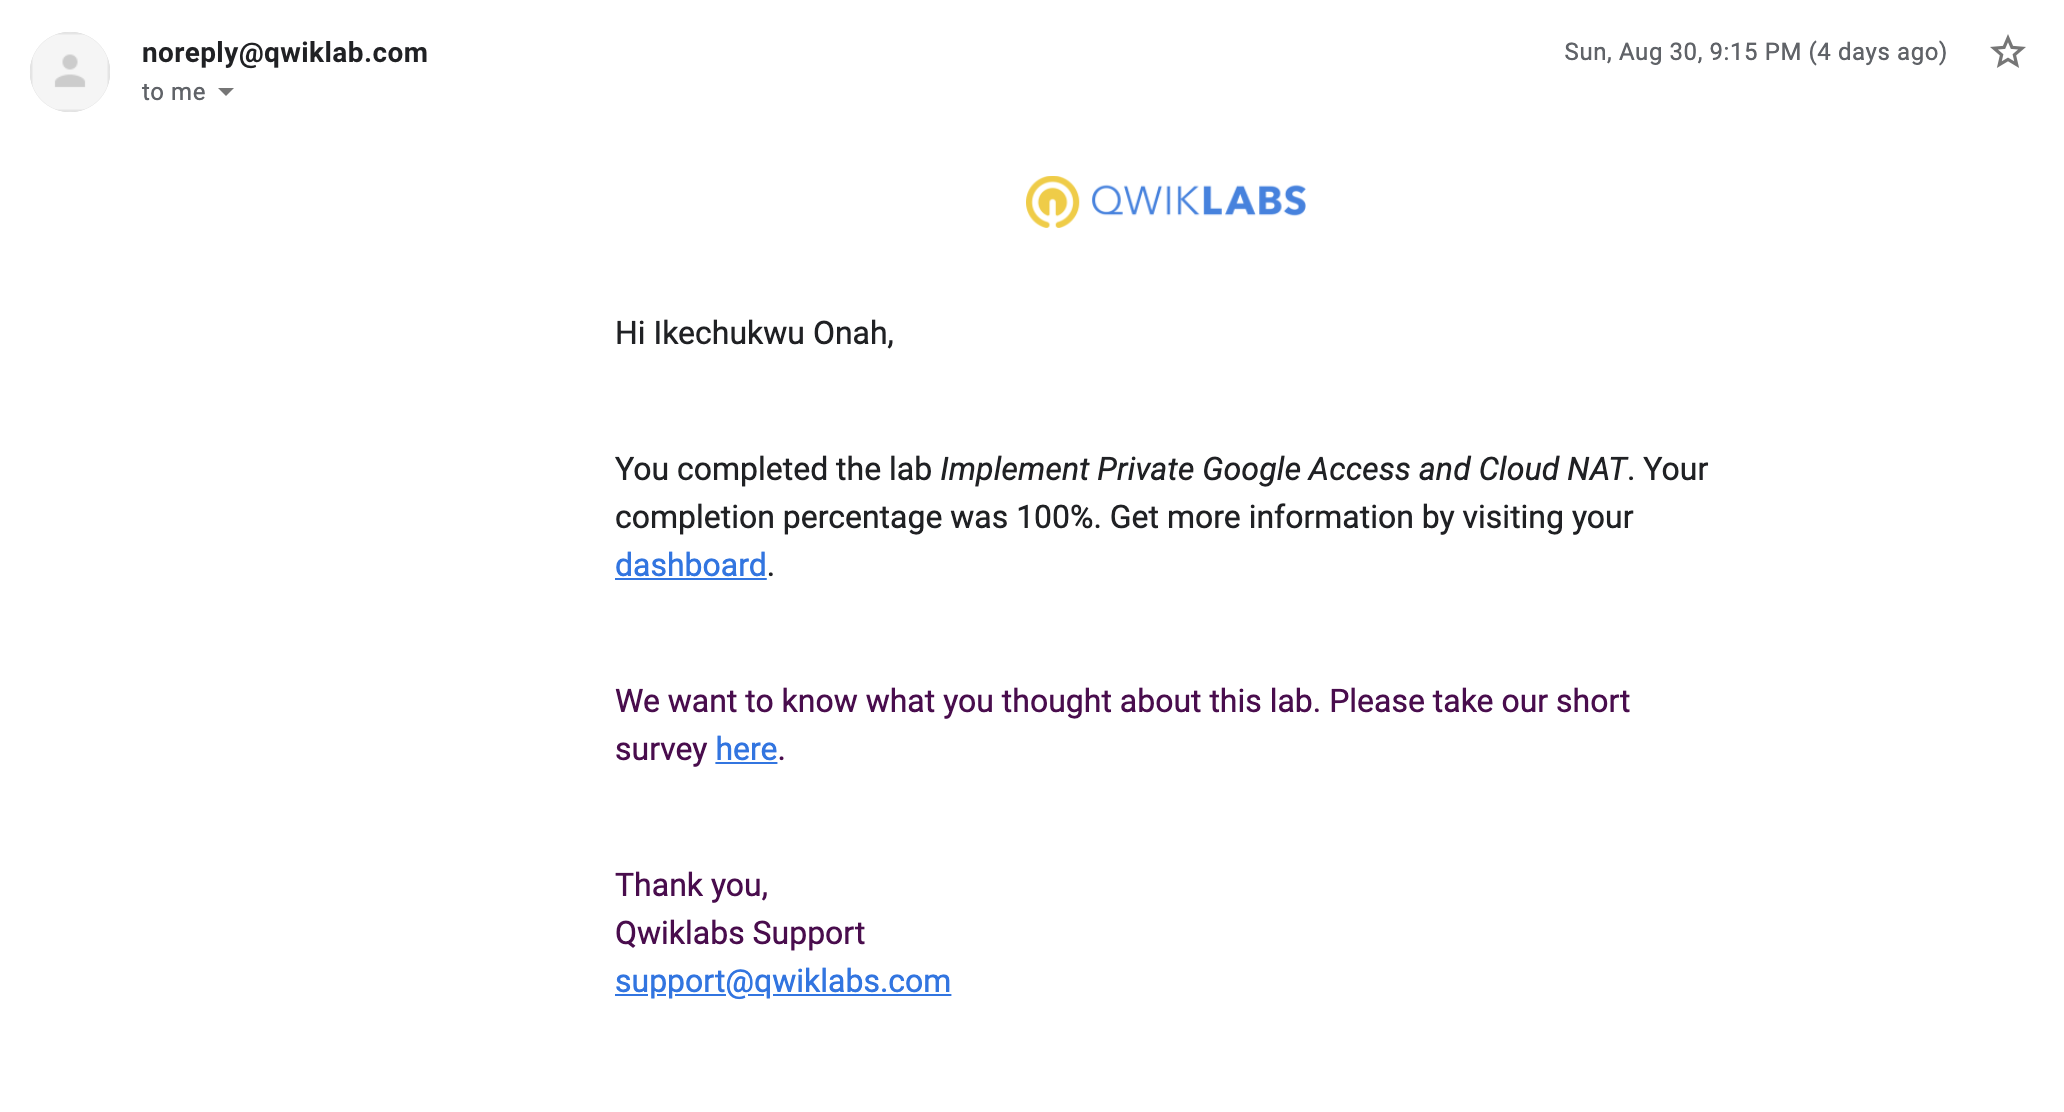 noreply@qwiklab.com
Sun, Aug 30, 9:15 PM (4 days ago)
to me
QWIKLABS
Hi Ikechukwu Onah,
You completed the lab Implement Private Google Access and Cloud NAT. Your
completion percentage was 100%. Get more information by visiting your
dashboard.
We want to know what you thought about this lab. Please take our short
survey here.
Thank you,
Qwiklabs Support
support@qwiklabs.com